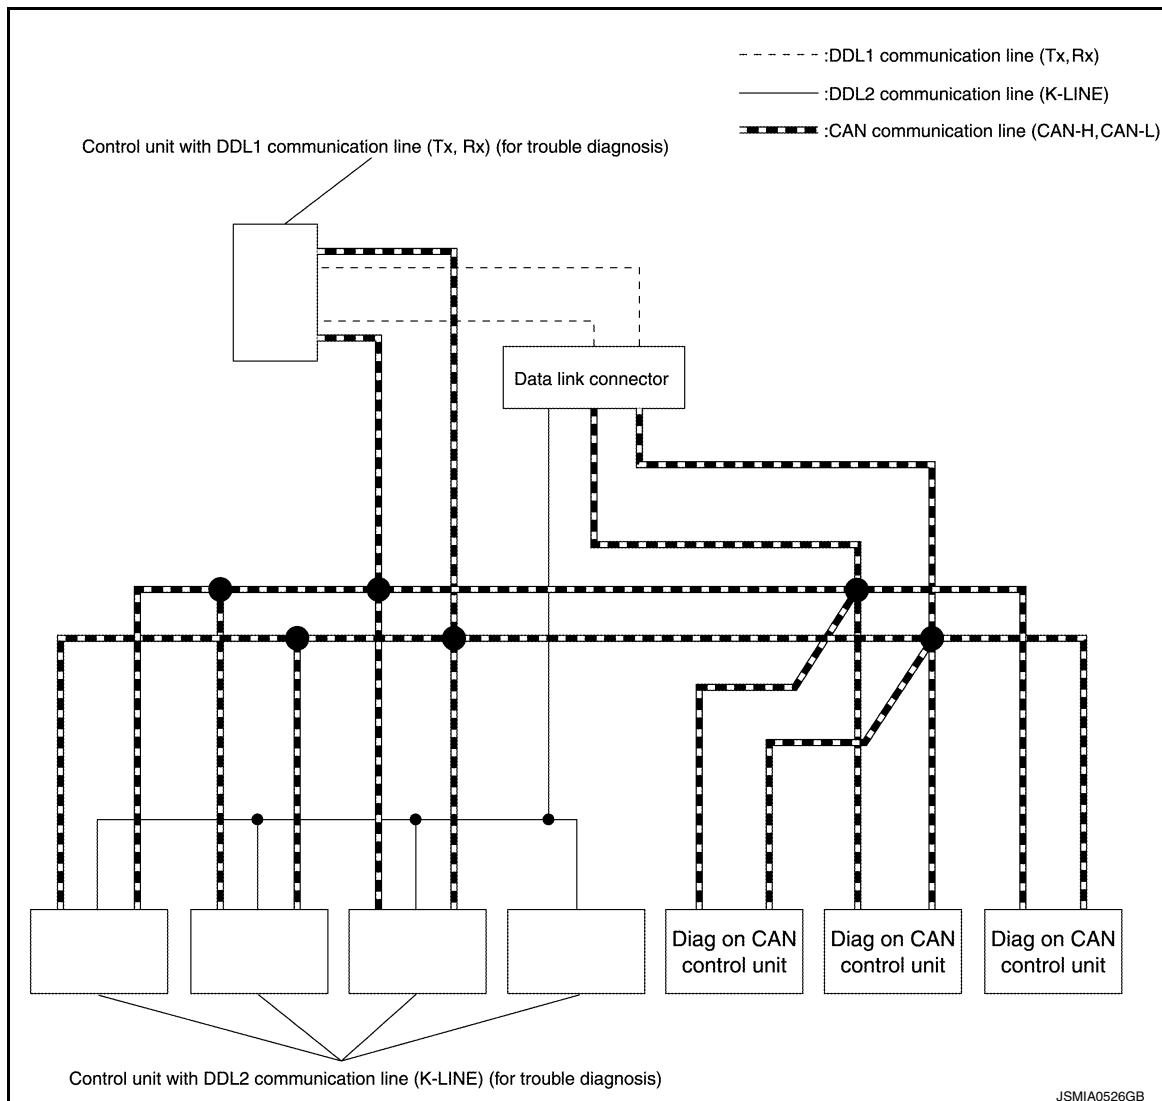 :DDL1 communication line (Tx,Rx)
:DDL2 communication line (K-LINE)
:CAN communication line (CAN-H,CAN-L)
Control unit with DDL1 communication line (Tx, Rx) (for trouble diagnosis)
Data link connector
Diag on CAN
control unit
Diag on CAN
control unit
Diag on CAN
control unit
Control unit with DDL2 communication line (K-LINE) (for trouble diagnosis)
JSMIA0526GB